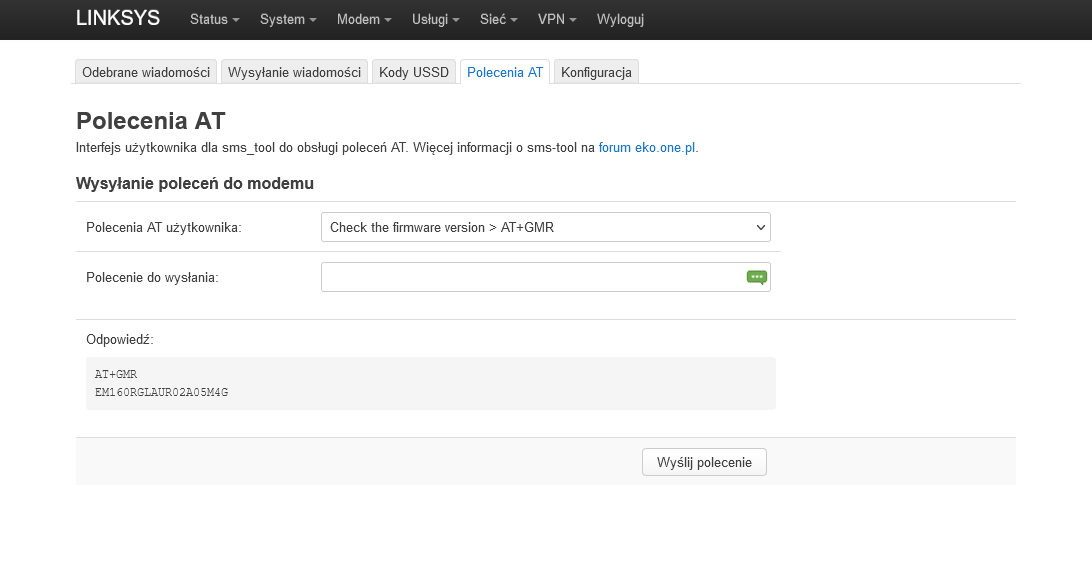 LINKSYS Status System Modem Usługi Sieć VPN Wyloguj
Odebrane wiadomości Wysyłanie wiadomości Kody USSD Polecenia AT Konfiguracja
Polecenia AT
Interfejs użytkownika dla sms_tool do obsługi poleceń AT. Więcej informacji o sms-tool na forum eko.one.pl.
Wysyłanie poleceń do modemu
Polecenia AT użytkownika: Check the firmware version > AT+GMR
Polecenie do wysłania:
Odpowiedź:
AT+GMR
EM160RGLAUR02A05M4G
Wyślij polecenie